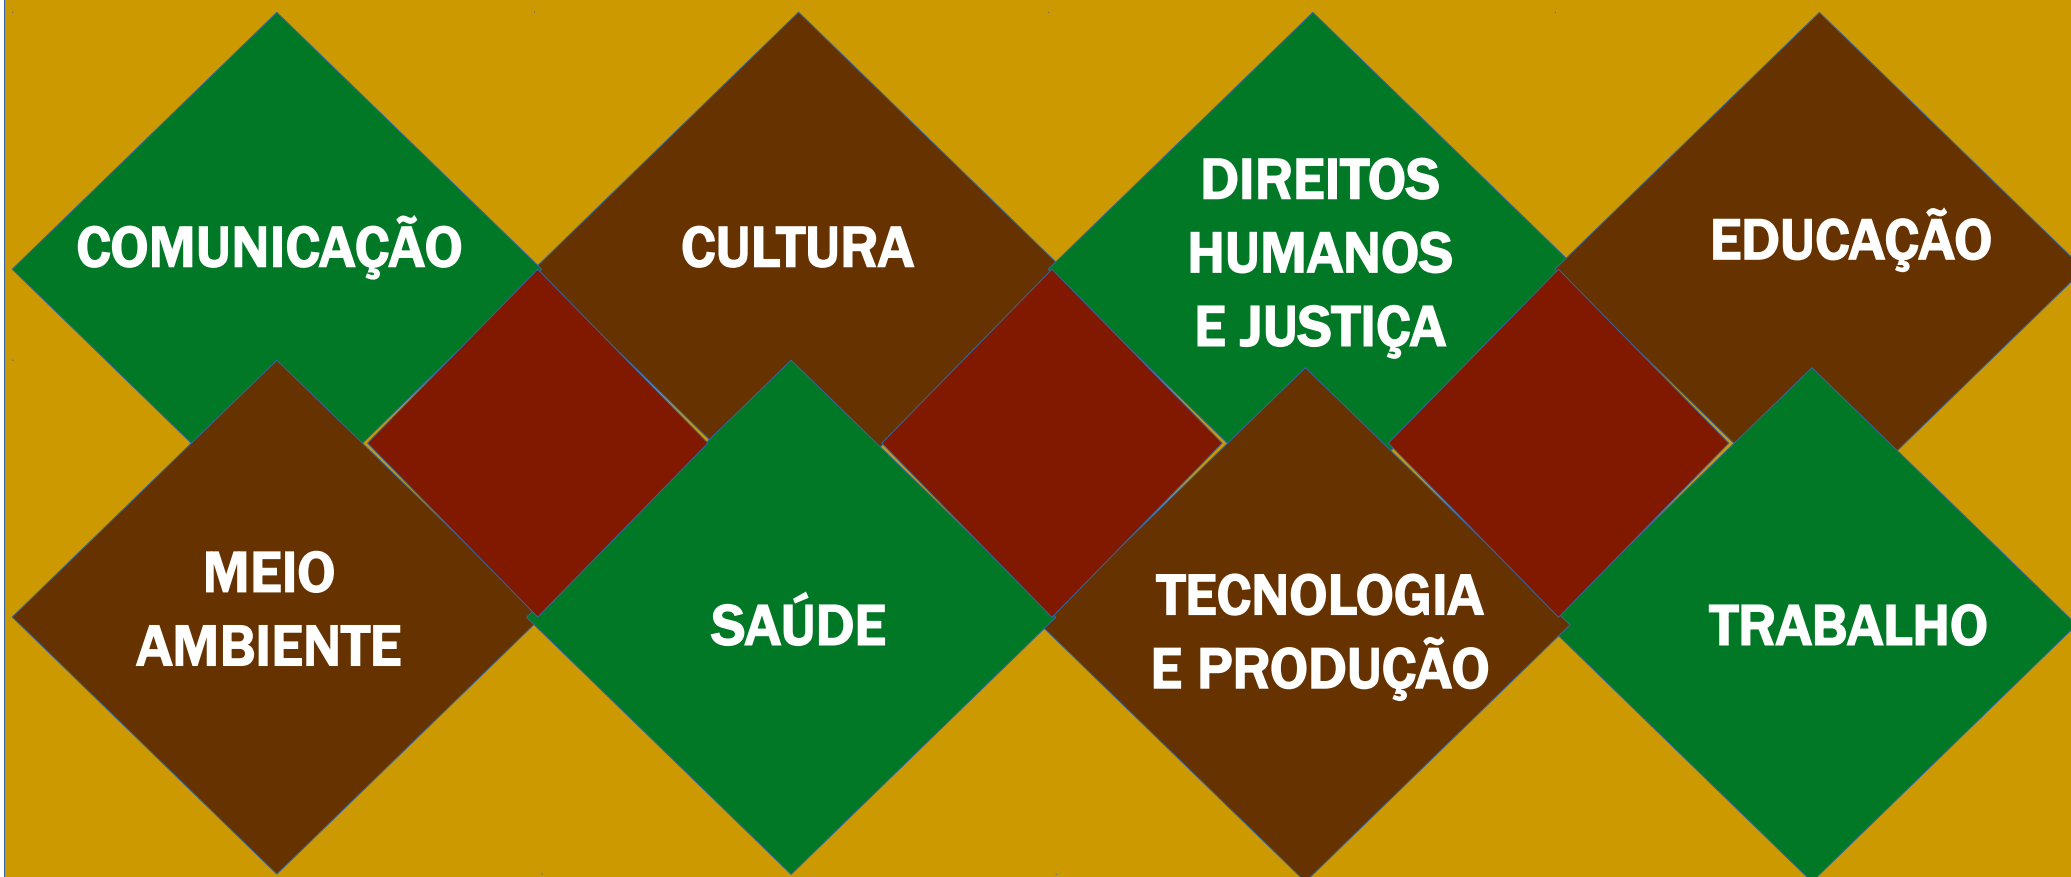 COMUNICAÇÃO
CULTURA
DIREITOS
HUMANOS
E JUSTIÇA
EDUCAÇÃO
MEIO
AMBIENTE
SAÚDE
TECNOLOGIA
E PRODUÇÃO
TRABALHO